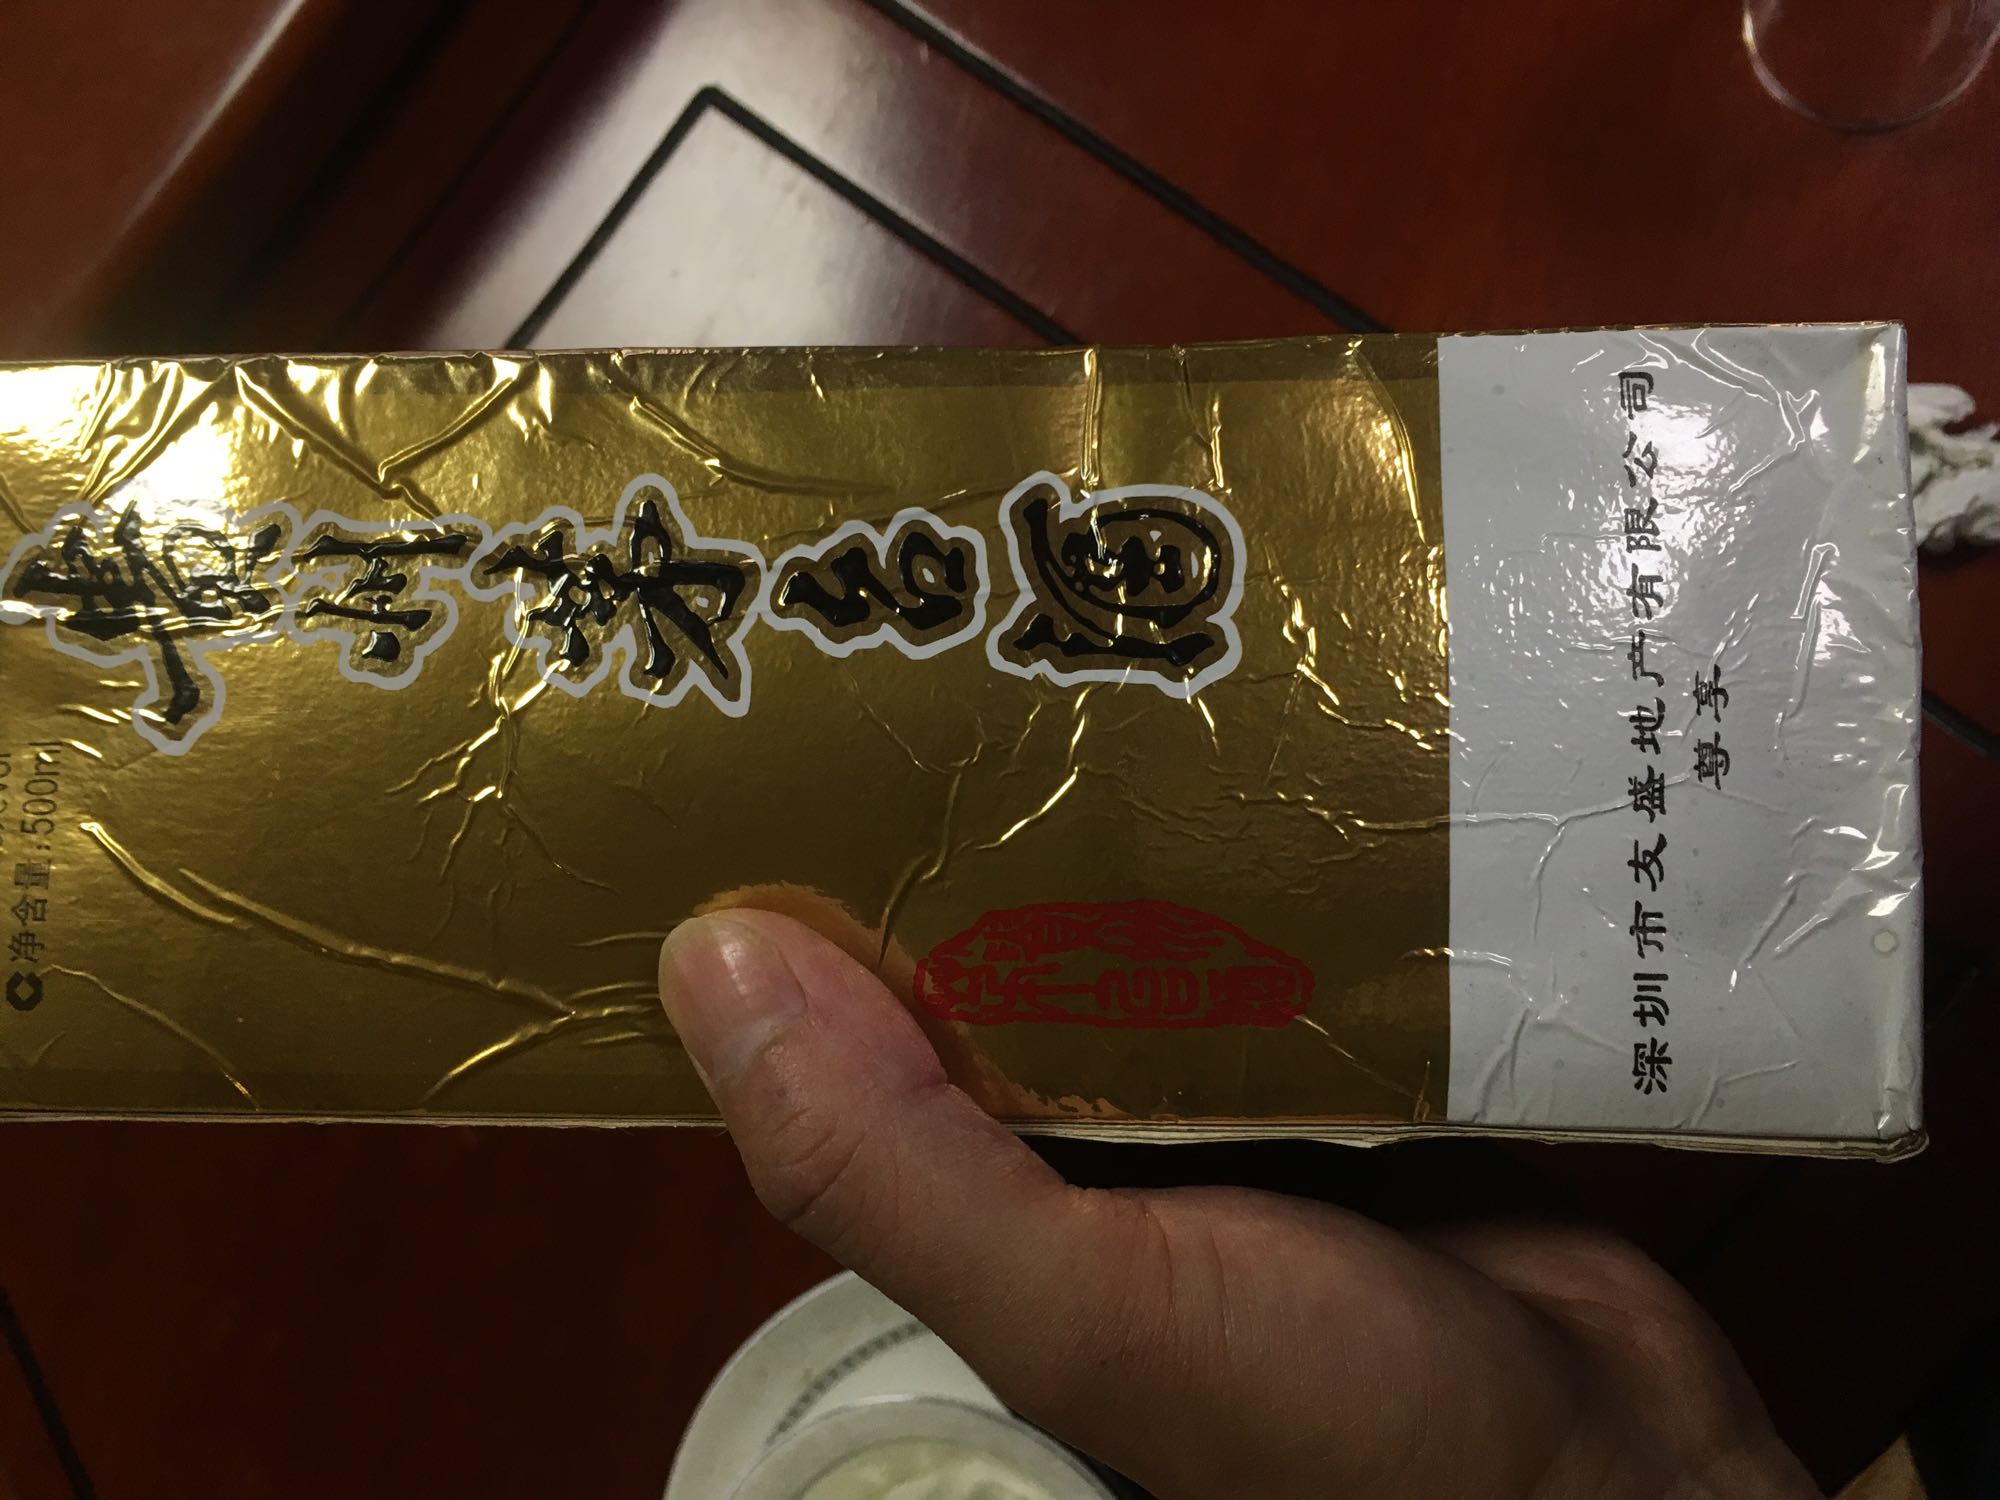 貴州茅台酒
净含量:500ml
深圳市友盛地产有限公司
尊享